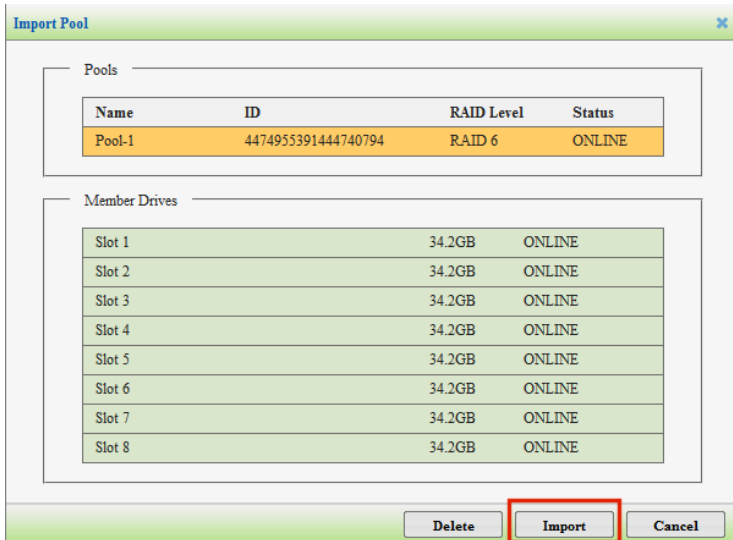 Import Pool
Pools
Name ID RAID Level Status
Pool-1 4474955391444740794 RAID 6 ONLINE
Member Drives
Slot 1 34.2GB ONLINE
Slot 2 34.2GB ONLINE
Slot 3 34.2GB ONLINE
Slot 4 34.2GB ONLINE
Slot 5 34.2GB ONLINE
Slot 6 34.2GB ONLINE
Slot 7 34.2GB ONLINE
Slot 8 34.2GB ONLINE
Delete Import Cancel